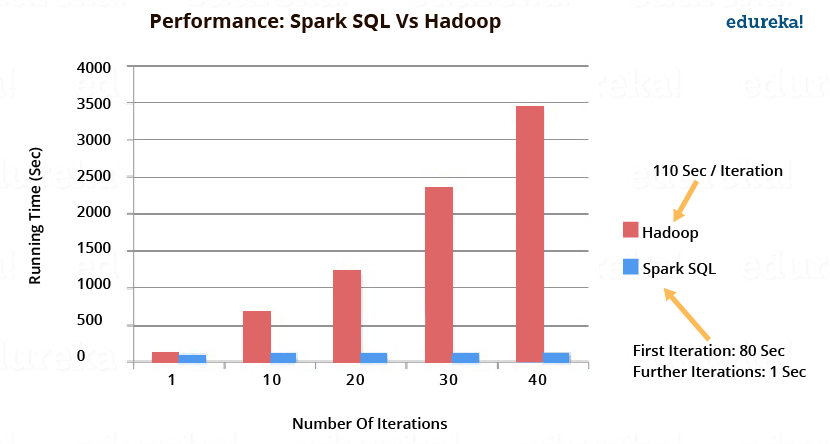 Performance: Spark SQL Vs Hadoop
edureka!
4000
3500
3000
2500
2000
1500
1000
500
0
Running Time (Sec)
1 10 20 30 40
Number Of Iterations
110 Sec / Iteration
Hadoop
Spark SQL
First Iteration: 80 Sec
Further Iterations: 1 Sec